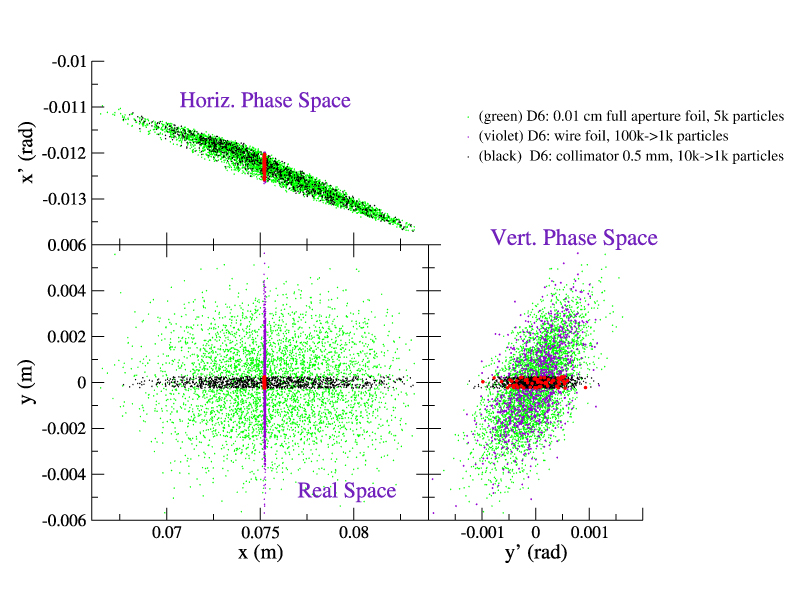 -0.01
Horiz. Phase Space
-0.011
-0.012
-0.013
x' (rad)
(green) D6: 0.01 cm full aperture foil, 5k particles
(violet) D6: wire foil, 100k->1k particles
(black) D6: collimator 0.5 mm, 10k->1k particles
Vert. Phase Space
0.006
0.004
0.002
0
-0.002
-0.004
-0.006
y (m)
Real Space
0.07 0.075 0.08
x (m)
-0.001 0 0.001
y' (rad)